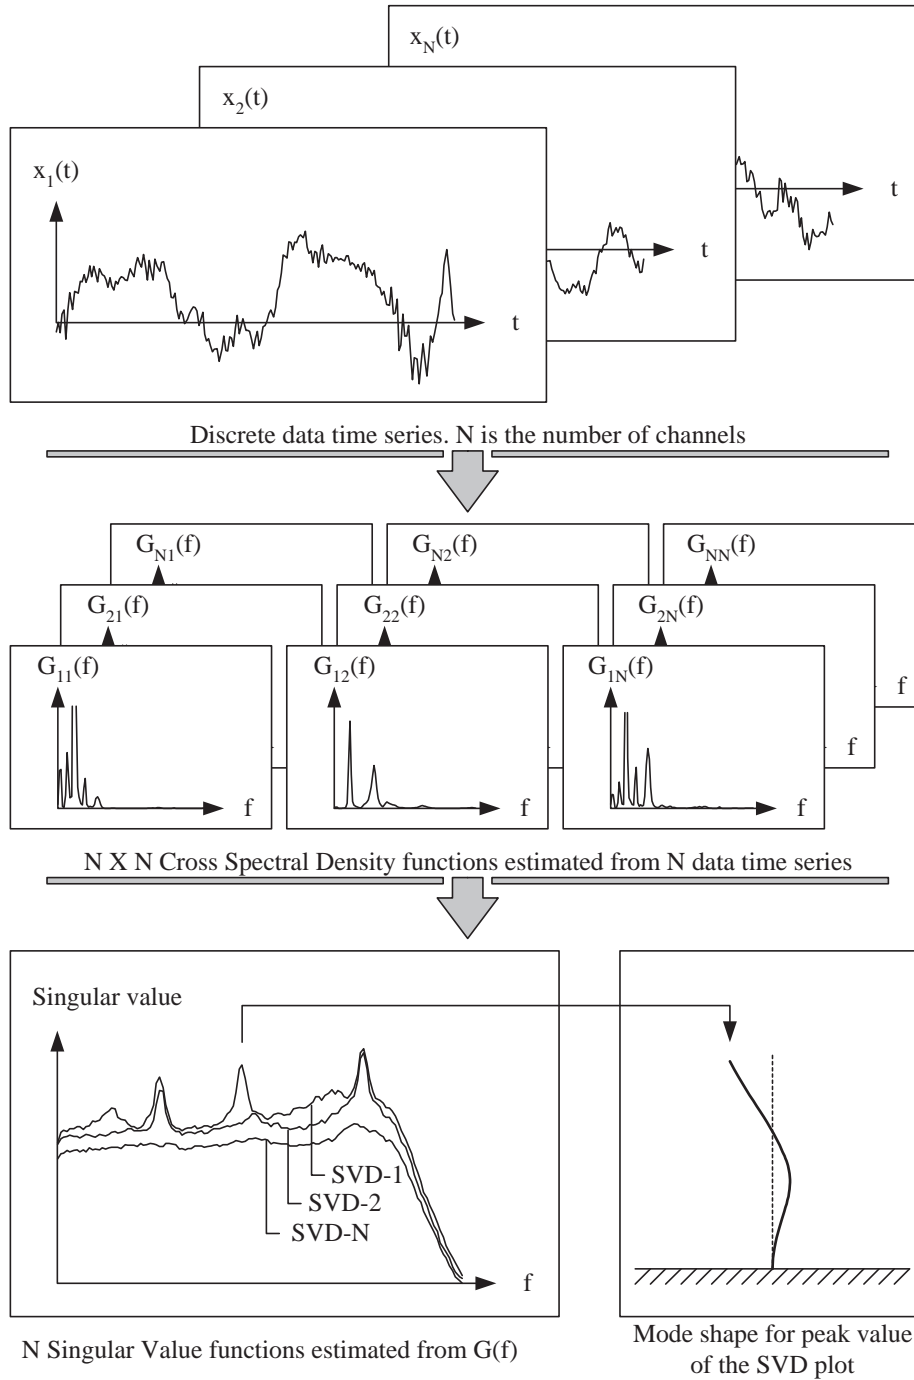 x_N(t)
x_2(t)
x_1(t)
t
t
t
Discrete data time series. N is the number of channels
G_N1(f)
G_N2(f)
G_NN(f)
G_21(f)
G_22(f)
G_2N(f)
G_11(f)
G_12(f)
G_1N(f)
f
f
f
f
f
N X N Cross Spectral Density functions estimated from N data time series
Singular value
SVD-1
SVD-2
SVD-N
f
N Singular Value functions estimated from G(f)
Mode shape for peak value
of the SVD plot